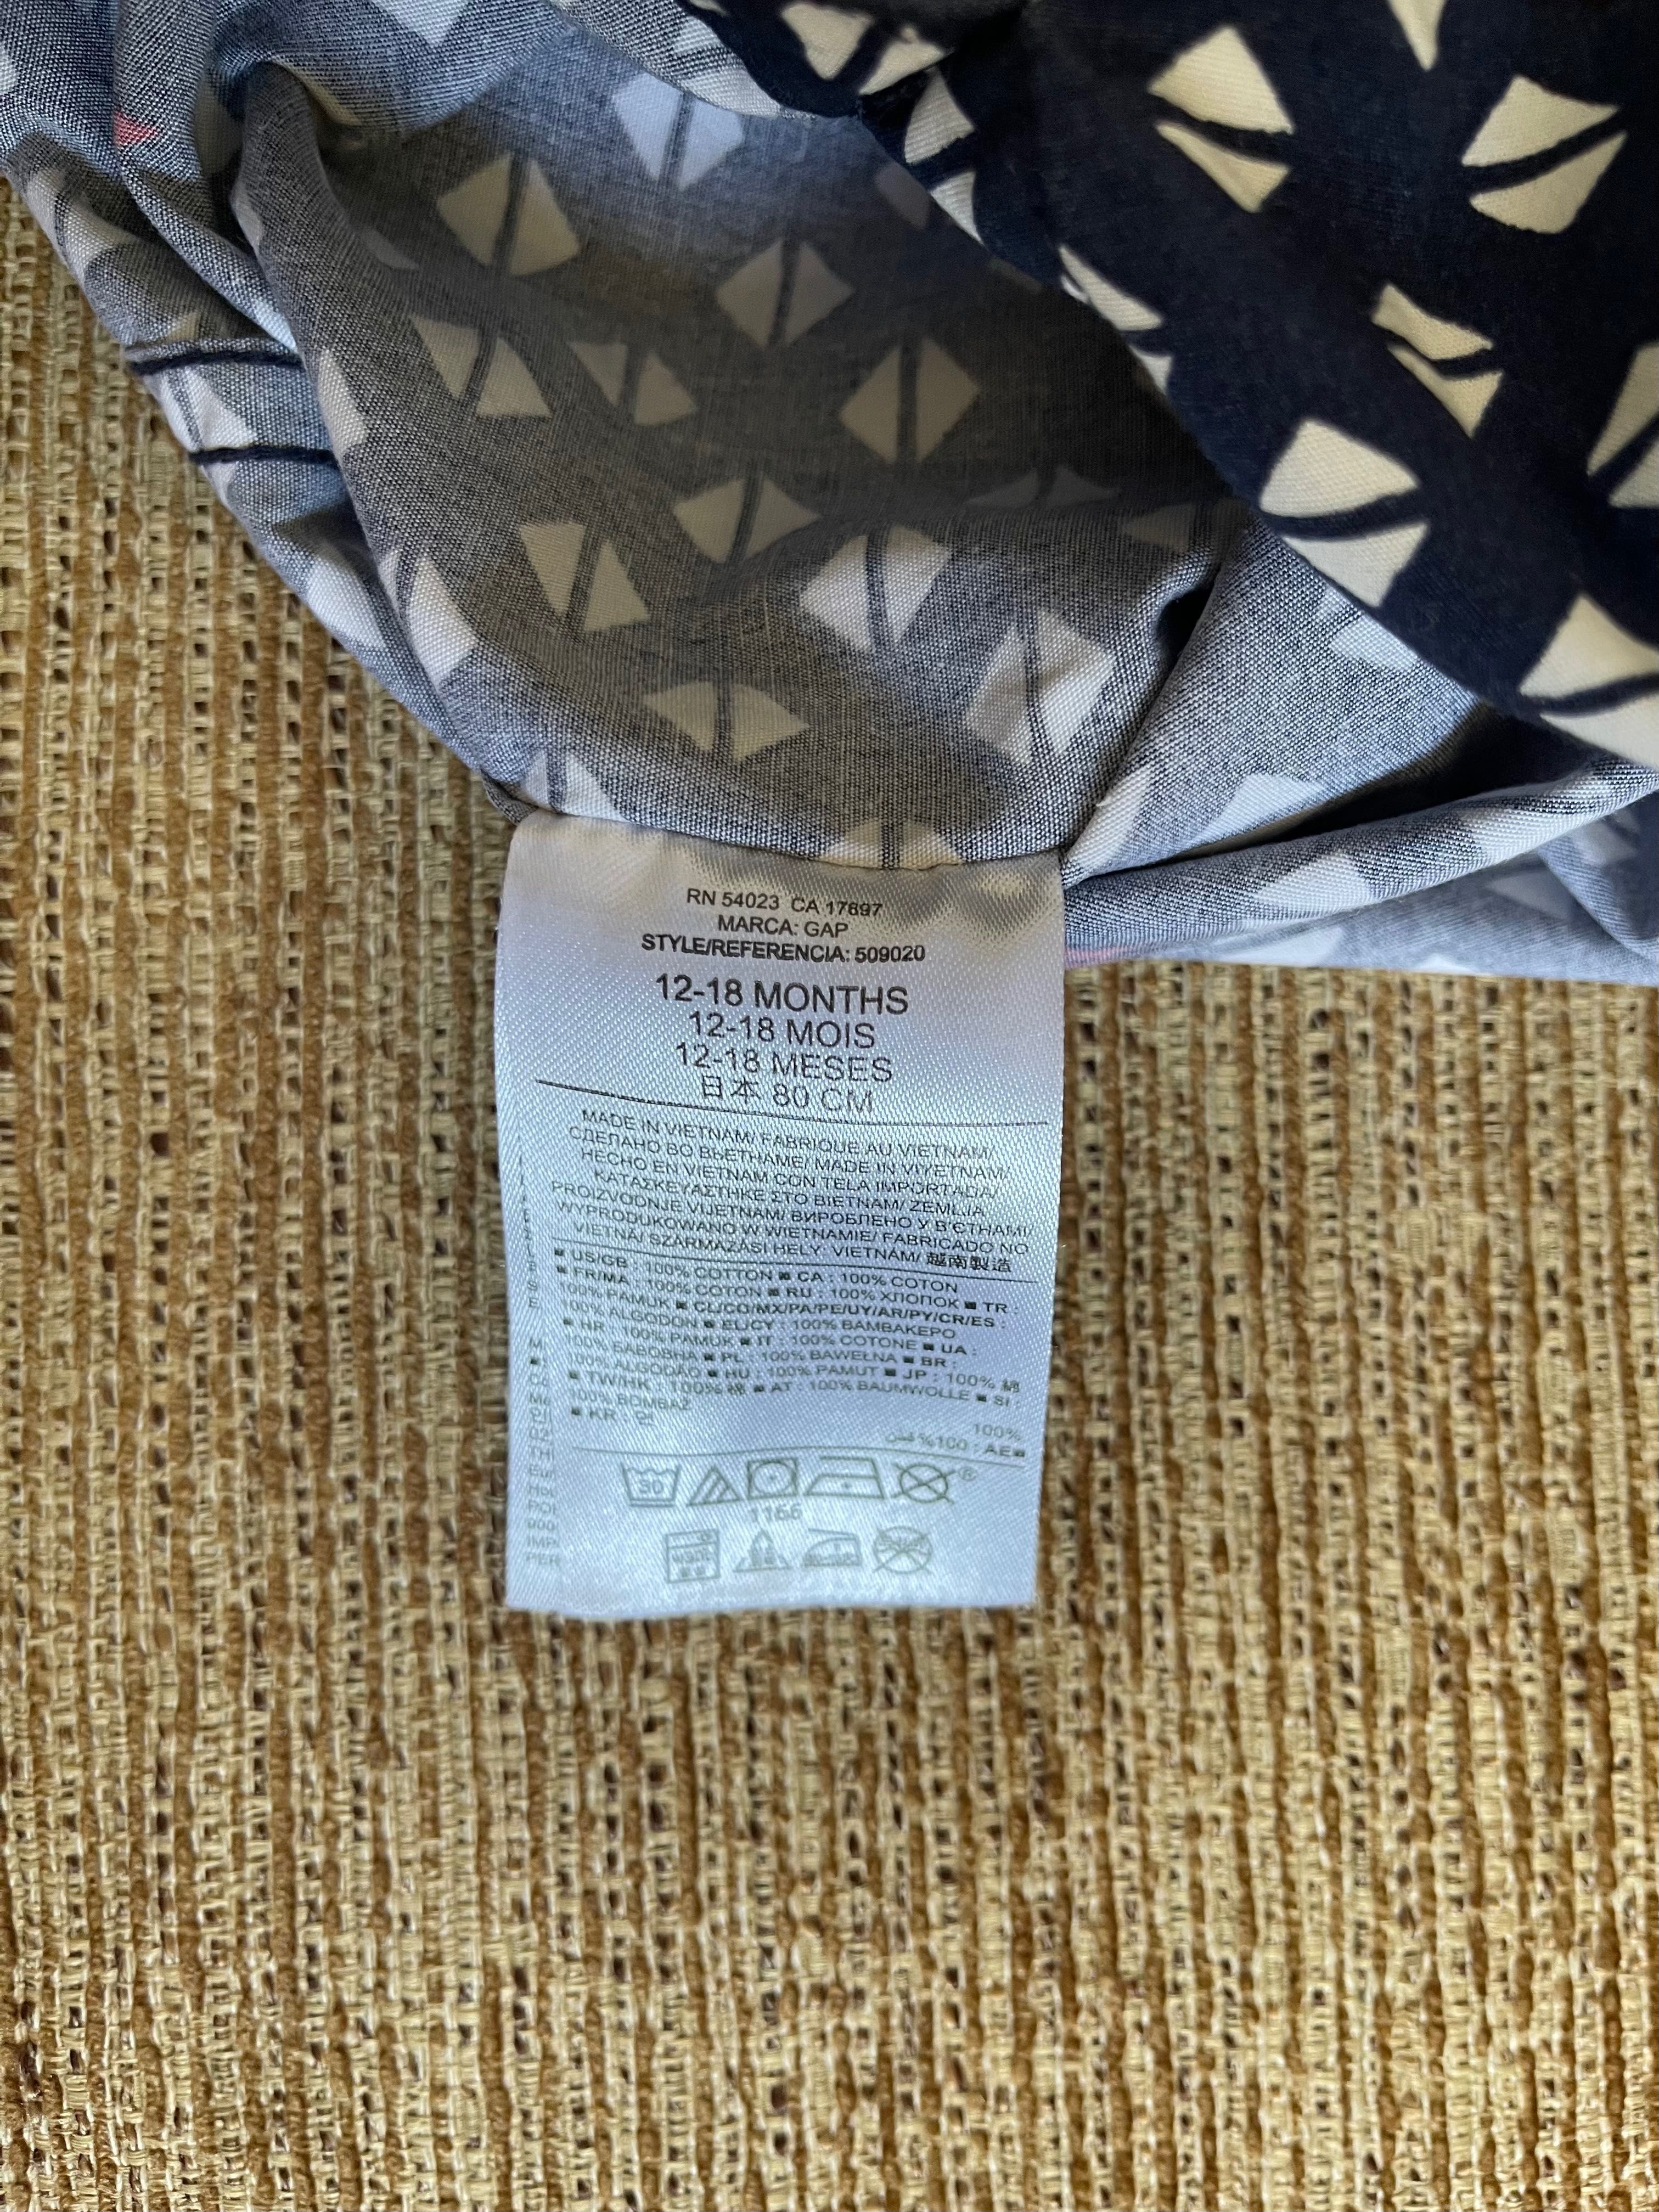 RN 54023 CA 17897
MARCA: GAP
STYLE/REFERENCIA: 509020
12-18 MONTHS
12-18 MOIS
12-18 MESES
日本 80 CM
MADE IN VIETNAM/ FABRIQUE AU VIETNAM/
СДЕЛАНО ВО ВЬЕТНАМЕ/ MADE IN VIYETNAM/
HECHO EN VIETNAM CON TELA IMPORTADA/
ΚΑΤΑΣΚΕΥΑΣΤΗΚΕ ΣΤΟ ΒΙΕΤΝΑΜ/ ZEMLJA
PROIZVODNJE VIJETNAM/ ВИРОБЛЕНО У В'ЄТНАМІ/
WYPRODUKOWANO W WIETNAMIE/ FABRICADO NO
VIETNÃ/ SZÁRMAZÁSI HELY: VIETNÁM/ 越南製造
■ US/GB : 100% COTTON ■ CA : 100% COTON
■ FR/MA : 100% COTON ■ RU : 100% ХЛОПОК ■ TR :
100% PAMUK ■ CL/CO/MX/PA/PE/UY/AR/PY/CR/ES :
100% ALGODON ■ EL/CY : 100% ΒΑΜΒΑΚΕΡΟ
■ HR : 100% PAMUK ■ IT : 100% COTONE ■ UA :
100% БАВОВНА ■ PL : 100% BAWEŁNA ■ BR :
100% ALGODÃO ■ HU : 100% PAMUT ■ JP : 100% 綿
■ TW/HK : 100% 棉 ■ AT : 100% BAUMWOLLE ■ SI :
100% BOMBAŽ
■ KR : 면 100%
■AE : 100% قطن
30 ®
1166